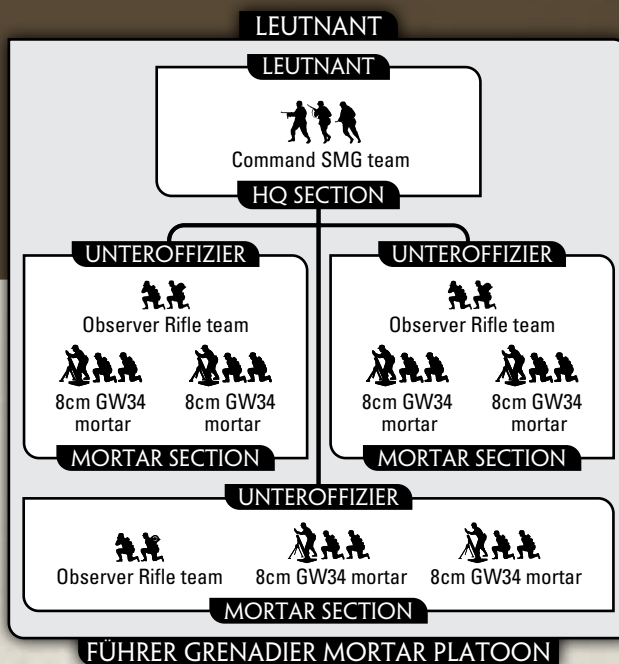 LEUTNANT
LEUTNANT
Command SMG team
HQ SECTION
UNTEROFFIZIER
Observer Rifle team
8cm GW34
mortar
8cm GW34
mortar
MORTAR SECTION
UNTEROFFIZIER
Observer Rifle team
8cm GW34
mortar
8cm GW34
mortar
MORTAR SECTION
UNTEROFFIZIER
Observer Rifle team
8cm GW34 mortar
8cm GW34 mortar
MORTAR SECTION
FÜHRER GRENADIER MORTAR PLATOON